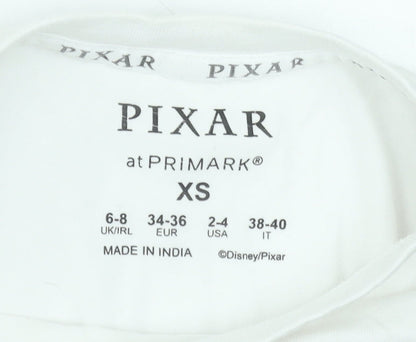 PIXAR PIXAR
PIXAR
at PRIMARK®
XS
6-8 34-36 2-4 38-40
UK/IRL EUR USA IT
MADE IN INDIA ©Disney/Pixar